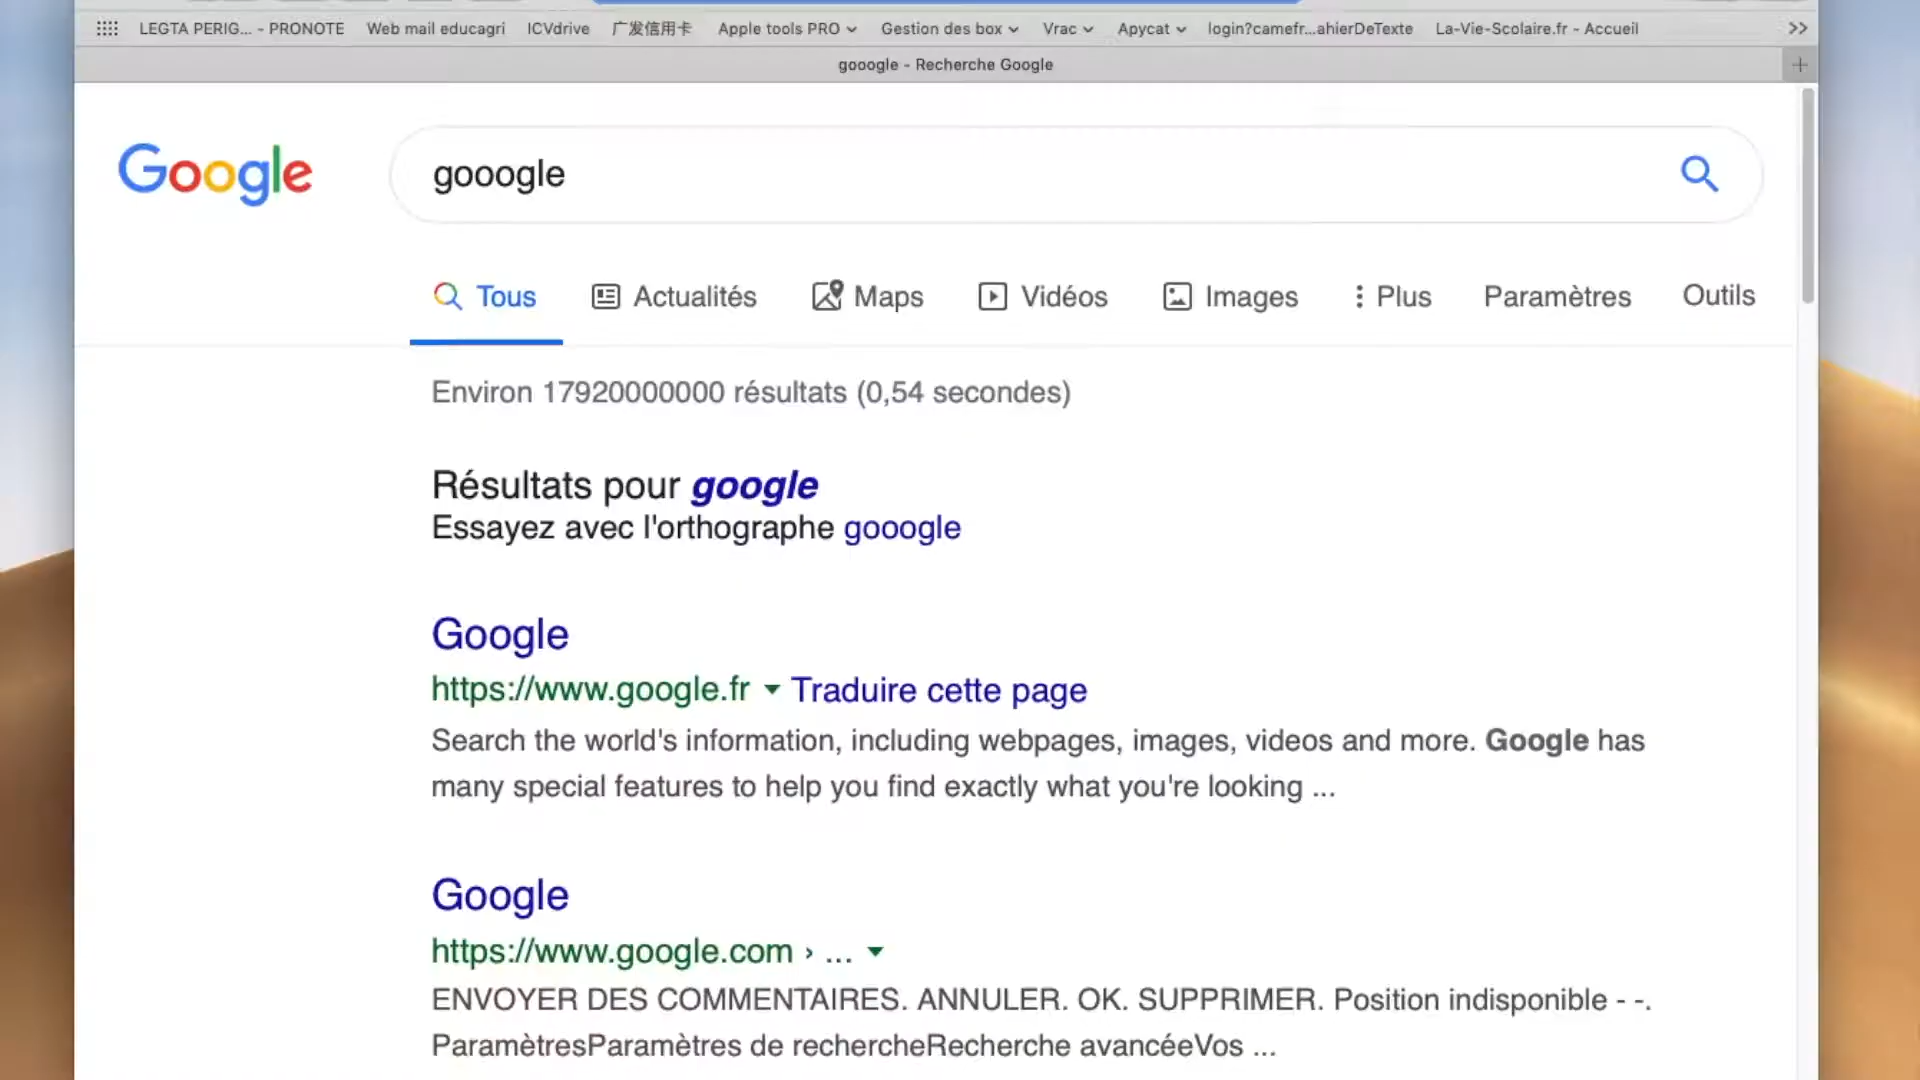 LEGTA PERIG... - PRONOTE Web mail educagri ICVdrive 广发信用卡 Apple tools PRO Gestion des box Vrac Apycat login?camefr...ahierDeTexte La-Vie-Scolaire.fr - Accueil >>
gooogle - Recherche Google +
Google gooogle
Tous Actualités Maps Vidéos Images Plus Paramètres Outils
Environ 17920000000 résultats (0,54 secondes)
Résultats pour google
Essayez avec l'orthographe gooogle
Google
https://www.google.fr Traduire cette page
Search the world's information, including webpages, images, videos and more. Google has
many special features to help you find exactly what you're looking ...
Google
https://www.google.com › ...
ENVOYER DES COMMENTAIRES. ANNULER. OK. SUPPRIMER. Position indisponible - -.
ParamètresParamètres de rechercheRecherche avancéeVos ...